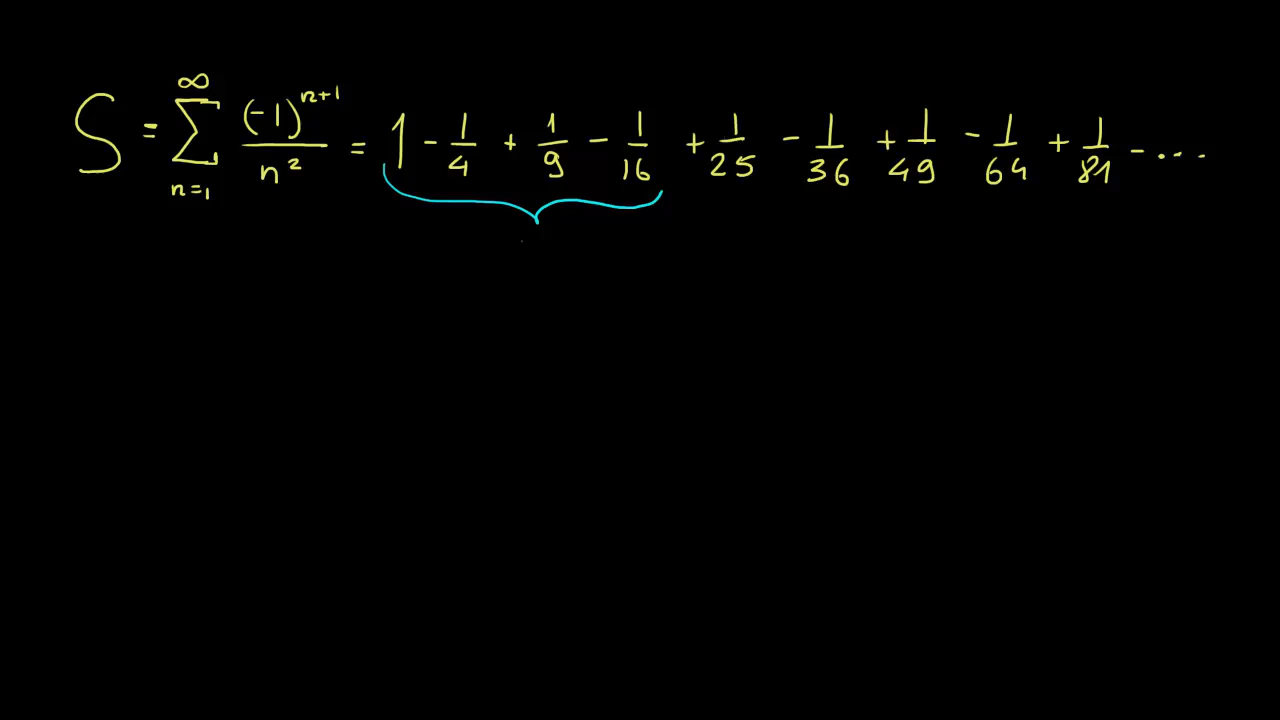 S = ∑_{n=1}^{∞} (-1)^{n+1}/n² = 1 - 1/4 + 1/9 - 1/16 + 1/25 - 1/36 + 1/49 - 1/64 + 1/81 - ...